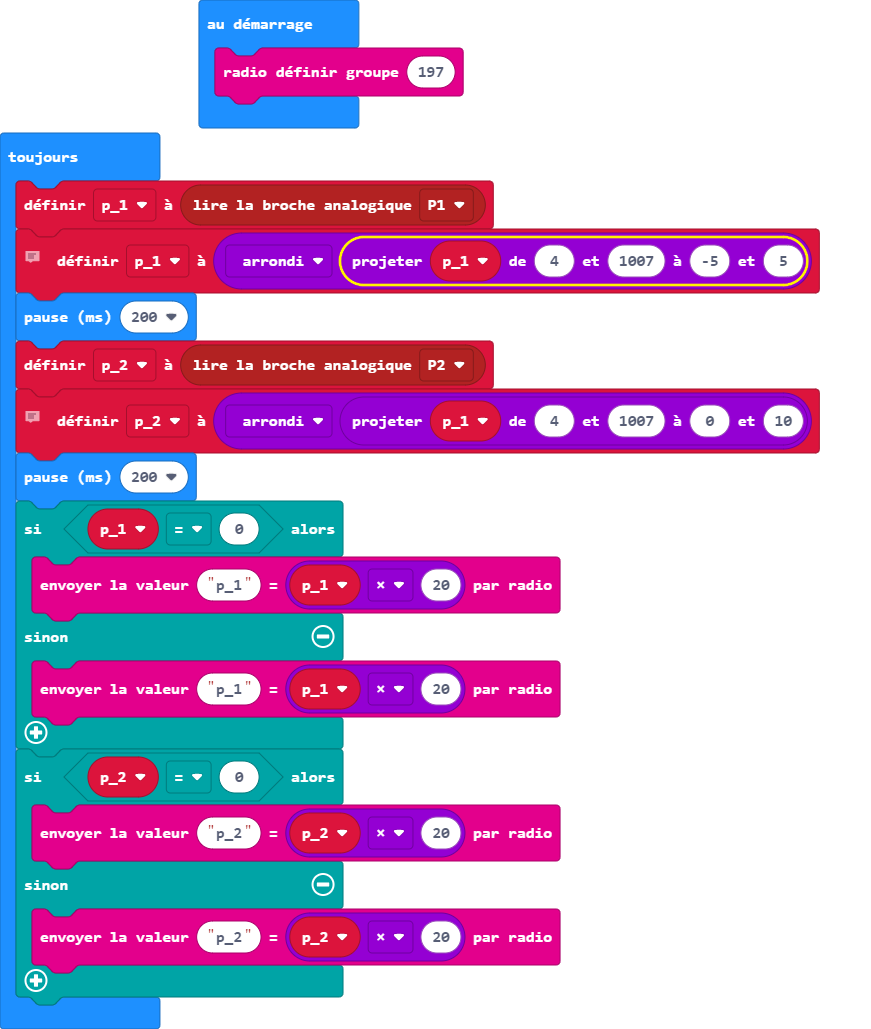 au démarrage
radio définir groupe 197
toujours
définir p_1 à lire la broche analogique P1
définir p_1 à arrondi projeter p_1 de 4 et 1007 à -5 et 5
pause (ms) 200
définir p_2 à lire la broche analogique P2
définir p_2 à arrondi projeter p_1 de 4 et 1007 à 0 et 10
pause (ms) 200
si p_1 = 0 alors
envoyer la valeur "p_1" = p_1 × 20 par radio
sinon
envoyer la valeur "p_1" = p_1 × 20 par radio
si p_2 = 0 alors
envoyer la valeur "p_2" = p_2 × 20 par radio
sinon
envoyer la valeur "p_2" = p_2 × 20 par radio